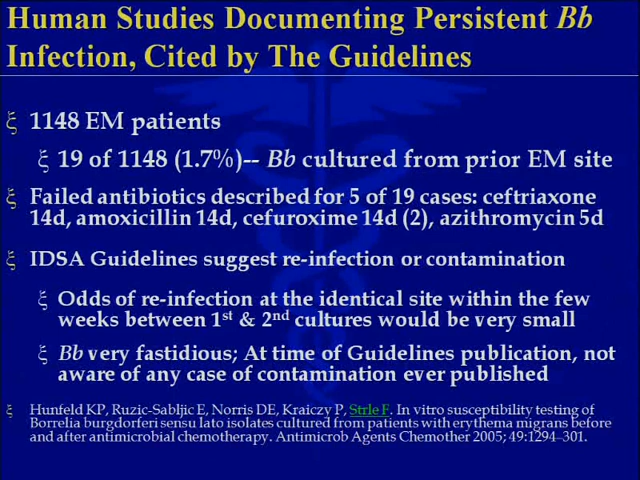 Human Studies Documenting Persistent Bb
Infection, Cited by The Guidelines
ξ 1148 EM patients
ξ 19 of 1148 (1.7%)-- Bb cultured from prior EM site
ξ Failed antibiotics described for 5 of 19 cases: ceftriaxone
14d, amoxicillin 14d, cefuroxime 14d (2), azithromycin 5d
ξ IDSA Guidelines suggest re-infection or contamination
ξ Odds of re-infection at the identical site within the few
weeks between 1st & 2nd cultures would be very small
ξ Bb very fastidious; At time of Guidelines publication, not
aware of any case of contamination ever published
ξ Hunfeld KP, Ruzic-Sabljic E, Norris DE, Kraiczy P, Strle F. In vitro susceptibility testing of
Borrelia burgdorferi sensu lato isolates cultured from patients with erythema migrans before
and after antimicrobial chemotherapy. Antimicrob Agents Chemother 2005; 49:1294–301.